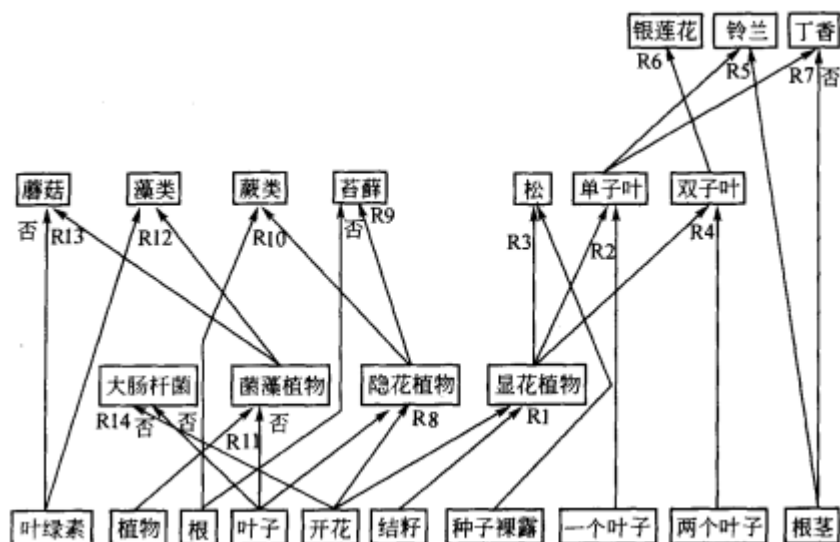 银莲花 铃兰 丁香
R6 R5 R7 否
蘑菇 藻类 蕨类 苔藓 松 单子叶 双子叶
否 R13 R12 R10 否 R9 R3 R2 R4
大肠杆菌 菌藻植物 隐花植物 显花植物
R14 否 否 R11 否 R8 R1
叶绿素 植物 根 叶子 开花 结籽 种子裸露 一个叶子 两个叶子 根茎